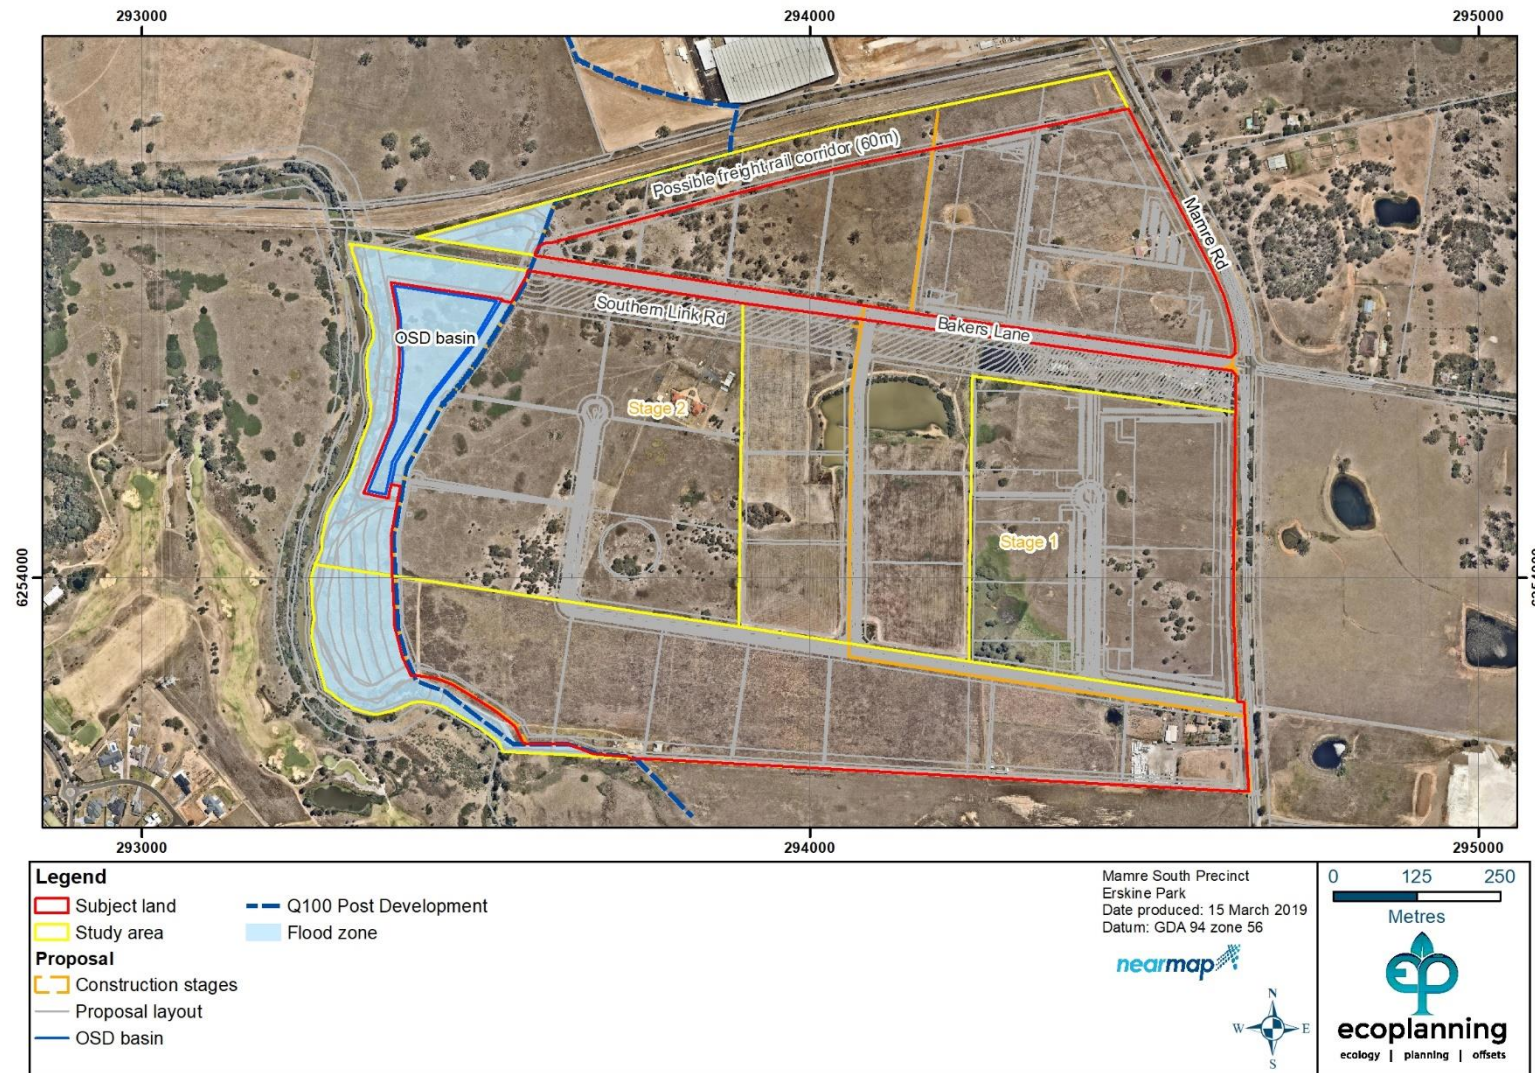 293000
294000
295000
Possible freight rail corridor (60m)
Mamre Rd
Southern Link Rd
Bakers Lane
OSD basin
Stage 2
Stage 1
6254000
6254000
293000
294000
295000
Legend
Subject land
Study area
Proposal
Construction stages
Proposal layout
OSD basin
Q100 Post Development
Flood zone
Mamre South Precinct
Erskine Park
Date produced: 15 March 2019
Datum: GDA 94 zone 56
nearmap
N
W E
S
0 125 250
Metres
ep
ecoplanning
ecology | planning | offsets